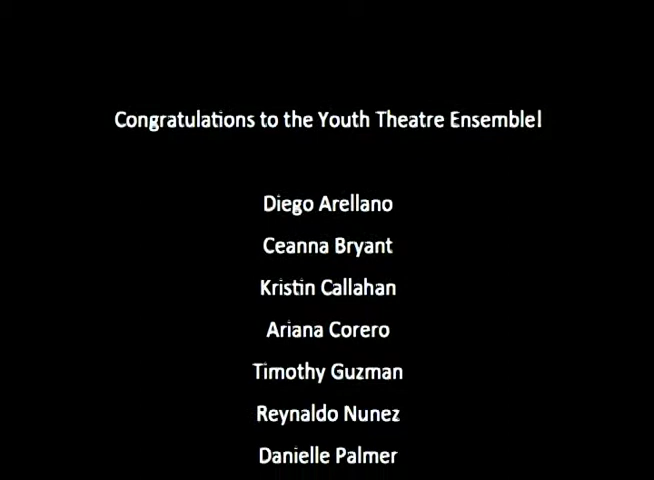 Congratulations to the Youth Theatre Ensemble!
Diego Arellano
Ceanna Bryant
Kristin Callahan
Ariana Corero
Timothy Guzman
Reynaldo Nunez
Danielle Palmer